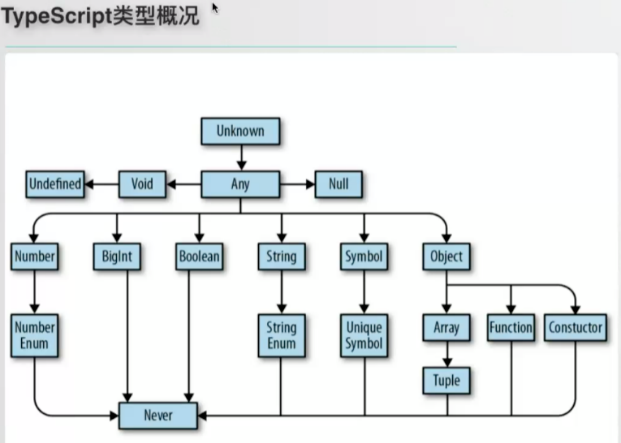 TypeScript类型概况
Unknown
Undefined
Void
Any
Null
Number
BigInt
Boolean
String
Symbol
Object
Number
Enum
String
Enum
Unique
Symbol
Array
Function
Constuctor
Tuple
Never